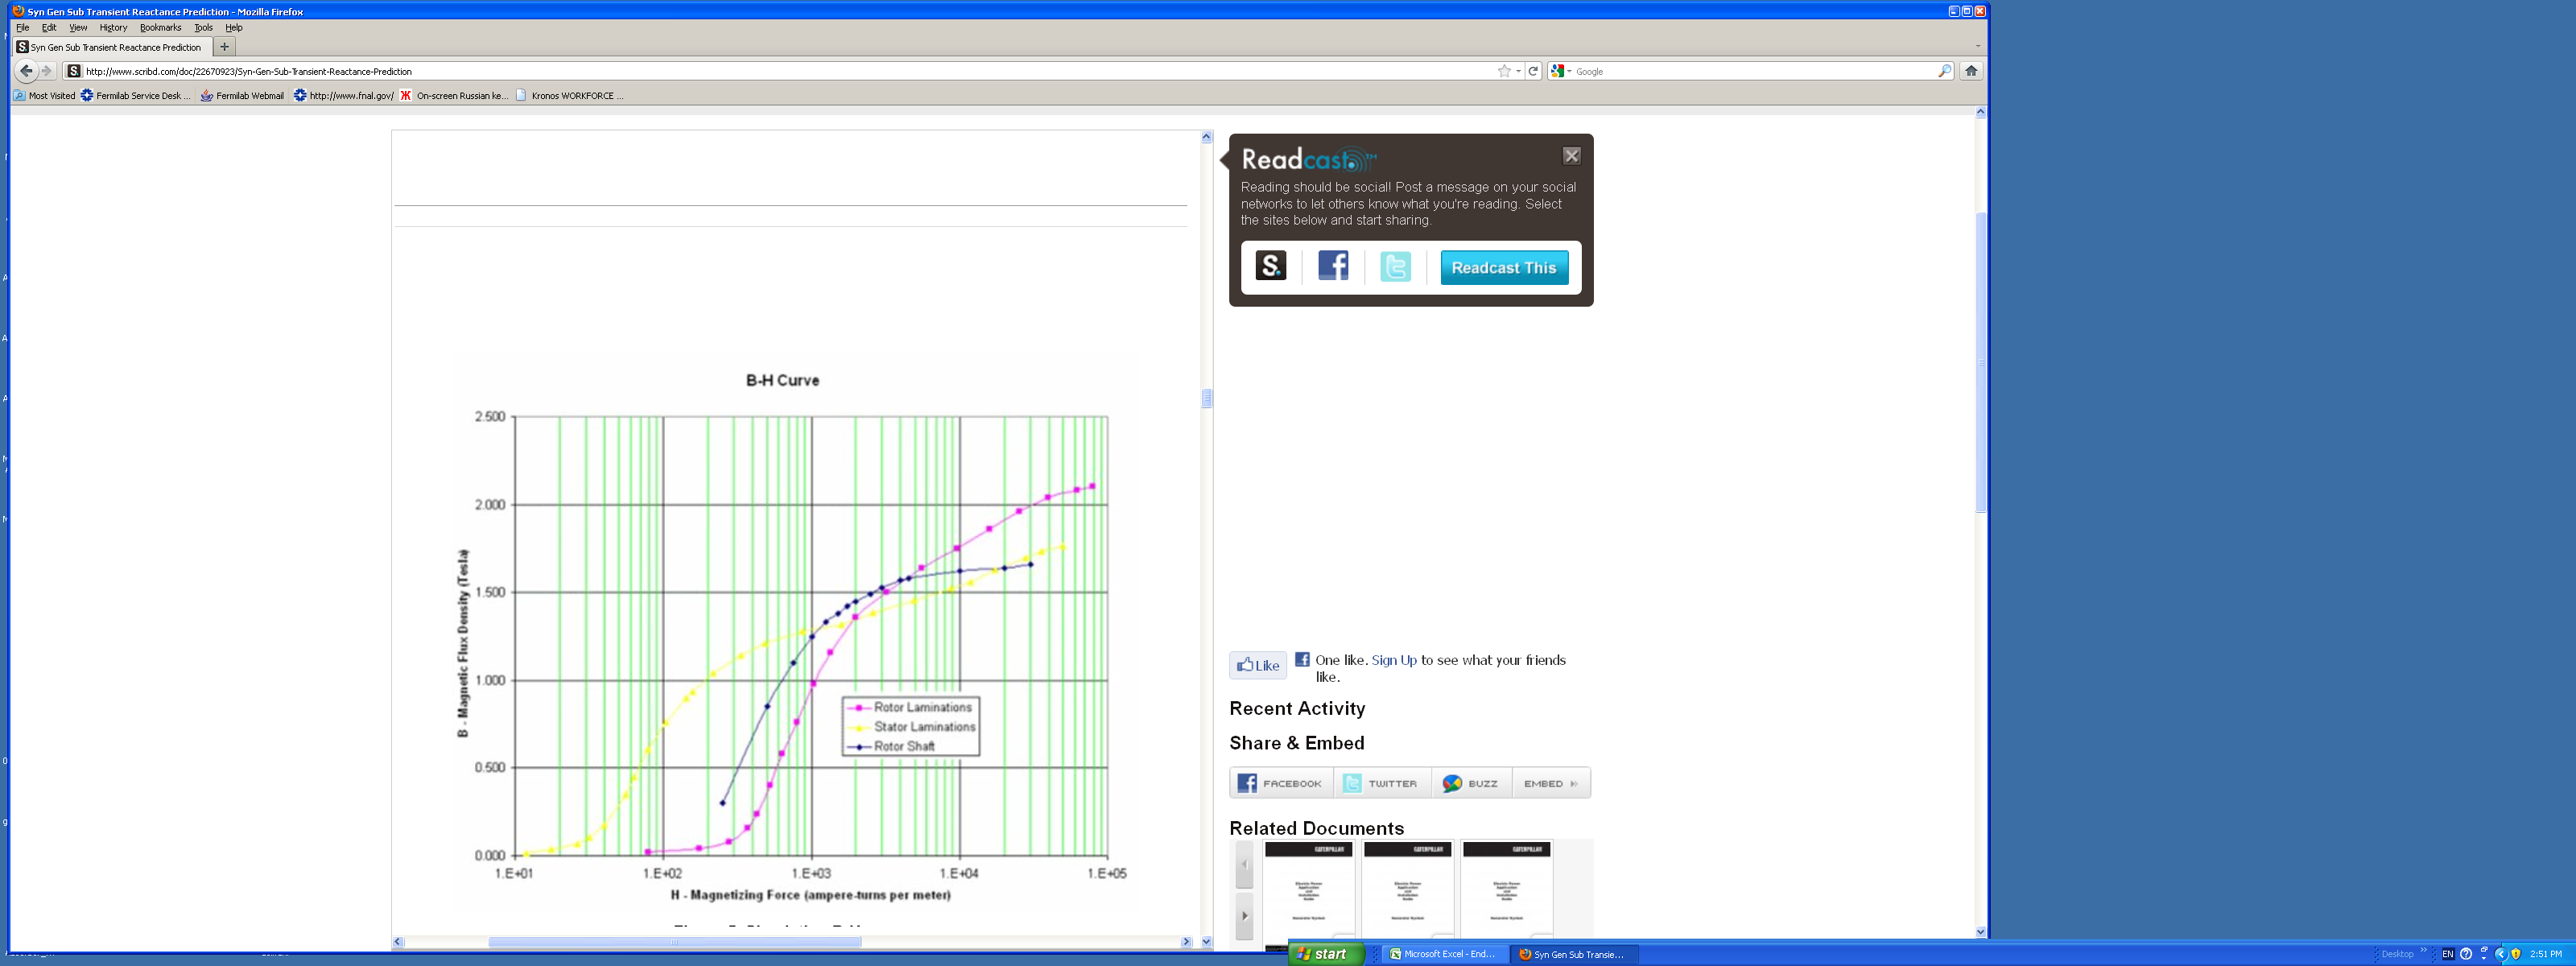 Syn Gen Sub Transient Reactance Prediction - Mozilla Firefox
File Edit View History Bookmarks Tools Help
Syn Gen Sub Transient Reactance Prediction
http://www.scribd.com/doc/22670923/Syn-Gen-Sub-Transient-Reactance-Prediction
Google
Most Visited Fermilab Service Desk ... Fermilab Webmail http://www.fnal.gov/ On-screen Russian ke... Kronos WORKFORCE ...
Readcast™
Reading should be social! Post a message on your social
networks to let others know what you're reading. Select
the sites below and start sharing.
Readcast This
B-H Curve
2.500
2.000
1.500
1.000
0.500
0.000
B - Magnetic Flux Density (Tesla)
Rotor Laminations
Stator Laminations
Rotor Shaft
1.E+01 1.E+02 1.E+03 1.E+04 1.E+05
H - Magnetizing Force (ampere-turns per meter)
Like
One like. Sign Up to see what your friends
like.
Recent Activity
Share & Embed
FACEBOOK TWITTER BUZZ EMBED
Related Documents
CATERPILLAR CATERPILLAR CATERPILLAR
start
Microsoft Excel - End...
Syn Gen Sub Transie...
Desktop
EN
2:51 PM